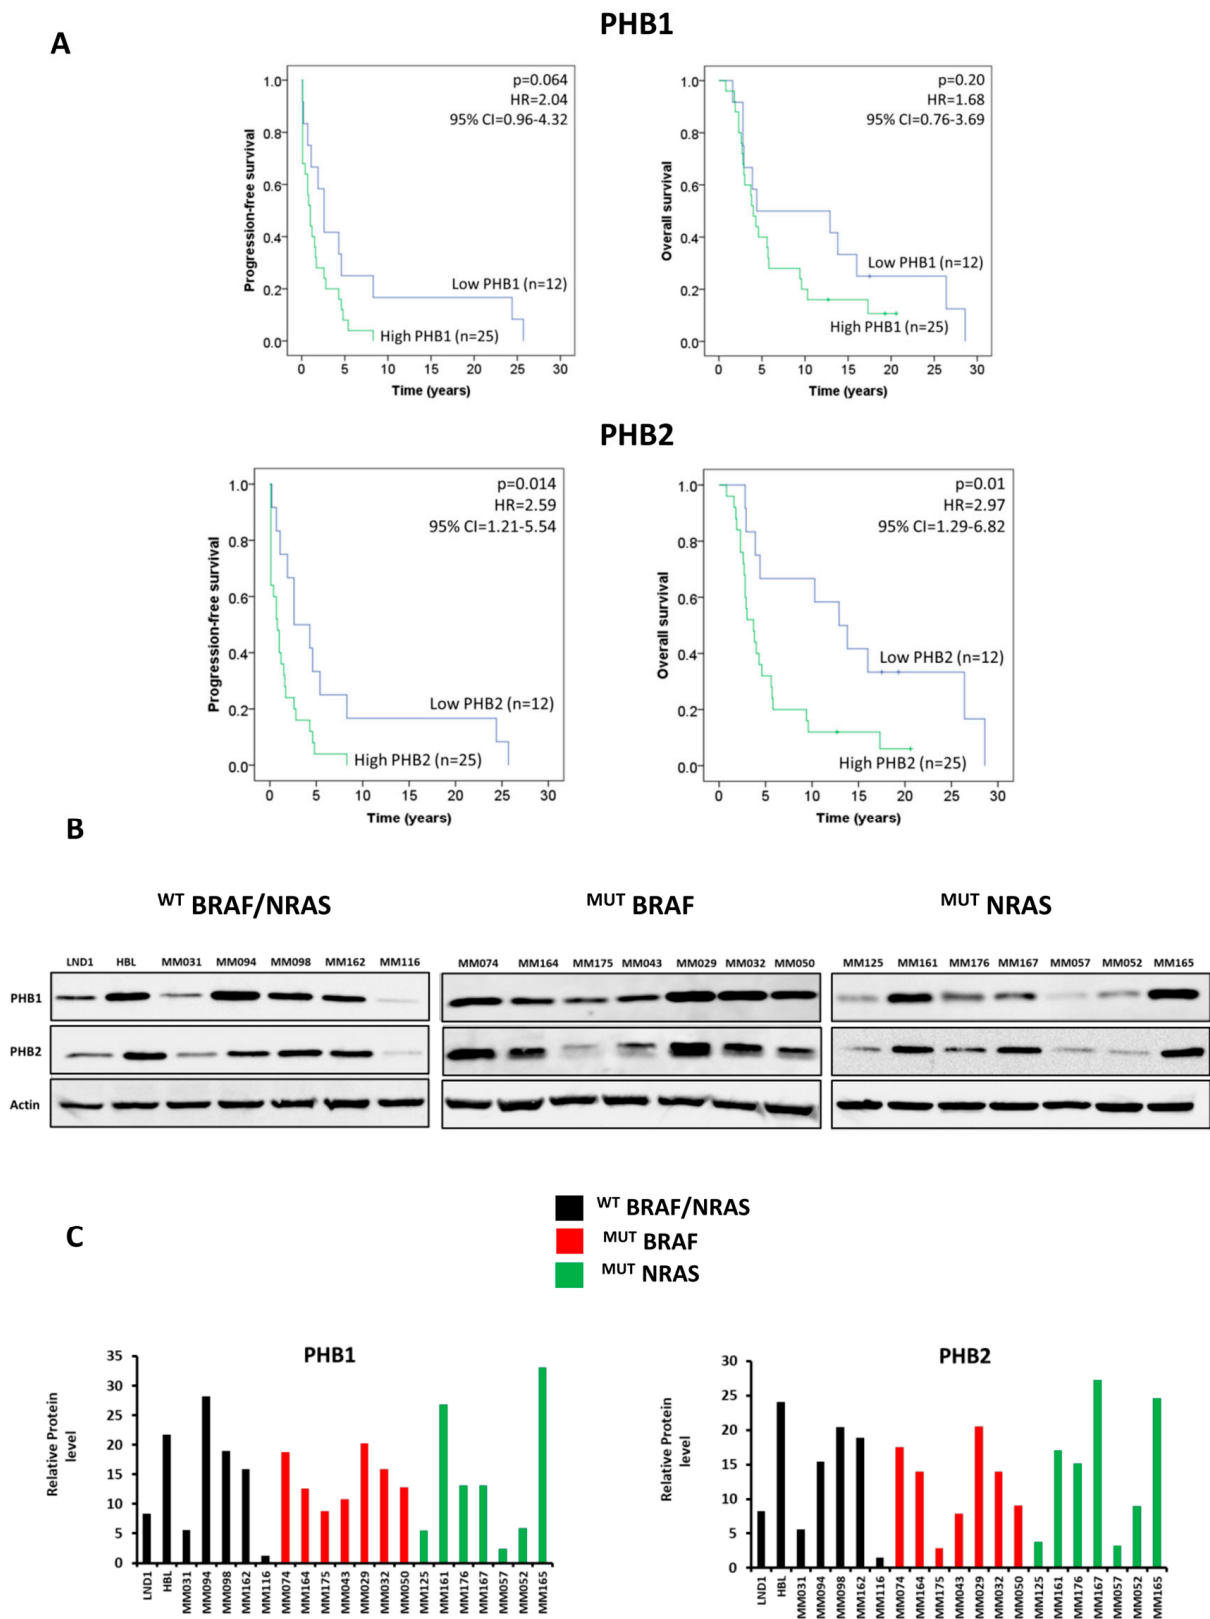 A
PHB1
Progression-free survival
1.0
0.8
0.6
0.4
0.2
0.0
p=0.064
HR=2.04
95% CI=0.96-4.32
Low PHB1 (n=12)
High PHB1 (n=25)
0 5 10 15 20 25 30
Time (years)
Overall survival
1.0
0.8
0.6
0.4
0.2
0.0
p=0.20
HR=1.68
95% CI=0.76-3.69
Low PHB1 (n=12)
High PHB1 (n=25)
0 5 10 15 20 25 30
Time (years)
PHB2
Progression-free survival
1.0
0.8
0.6
0.4
0.2
0.0
p=0.014
HR=2.59
95% CI=1.21-5.54
Low PHB2 (n=12)
High PHB2 (n=25)
0 5 10 15 20 25 30
Time (years)
Overall survival
1.0
0.8
0.6
0.4
0.2
0.0
p=0.01
HR=2.97
95% CI=1.29-6.82
Low PHB2 (n=12)
High PHB2 (n=25)
0 5 10 15 20 25 30
Time (years)
B
WT BRAF/NRAS
MUT BRAF
MUT NRAS
LND1 HBL MM031 MM094 MM098 MM162 MM116
MM074 MM164 MM175 MM043 MM029 MM032 MM050
MM125 MM161 MM176 MM167 MM057 MM052 MM165
PHB1
PHB2
Actin
C
WT BRAF/NRAS
MUT BRAF
MUT NRAS
PHB1
Relative Protein
level
35
30
25
20
15
10
5
0
LND1 HBL MM031 MM094 MM098 MM162 MM116 MM074 MM164 MM175 MM043 MM029 MM032 MM050 MM125 MM161 MM176 MM167 MM057 MM052 MM165
PHB2
Relative Protein
level
30
25
20
15
10
5
0
LND1 HBL MM031 MM094 MM098 MM162 MM116 MM074 MM164 MM175 MM043 MM029 MM032 MM050 MM125 MM161 MM176 MM167 MM057 MM052 MM165